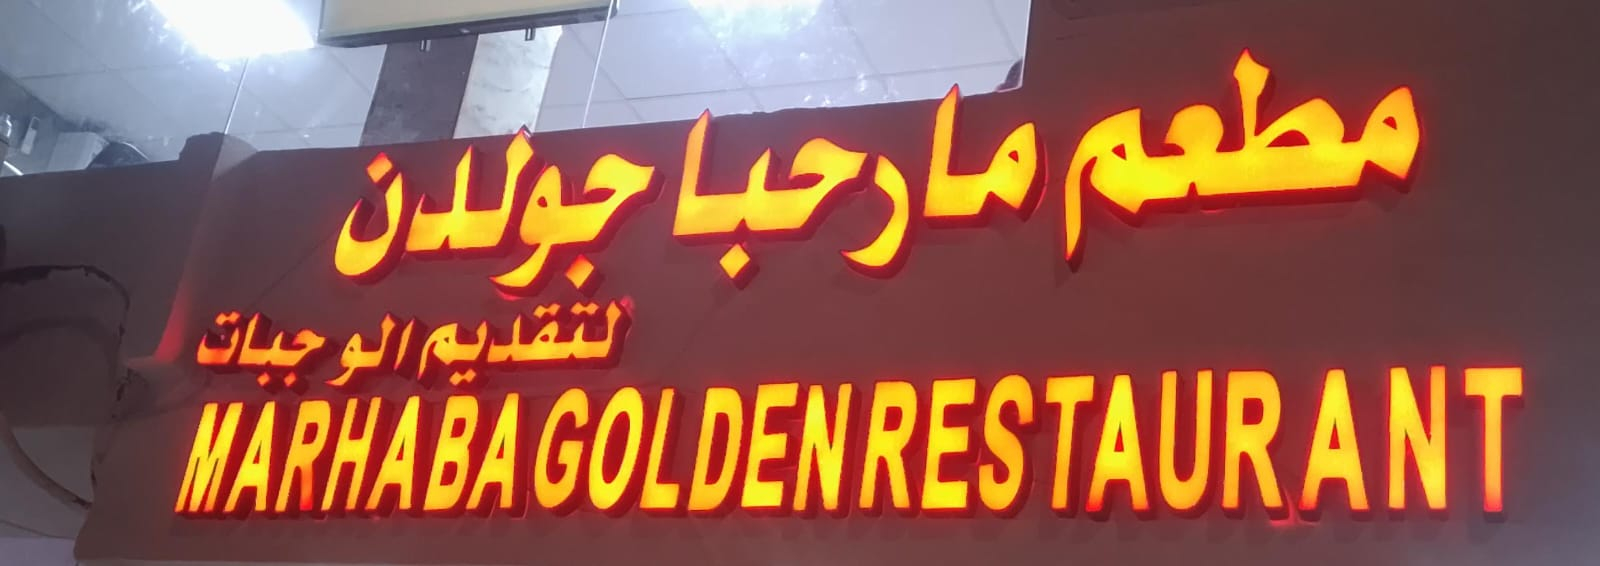 مطعم مارحبا جولدن
لتقديم الوجبات
MARHABA GOLDEN RESTAURANT